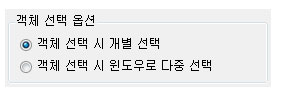 객체 선택 옵션
객체 선택 시 개별 선택
객체 선택 시 윈도우로 다중 선택